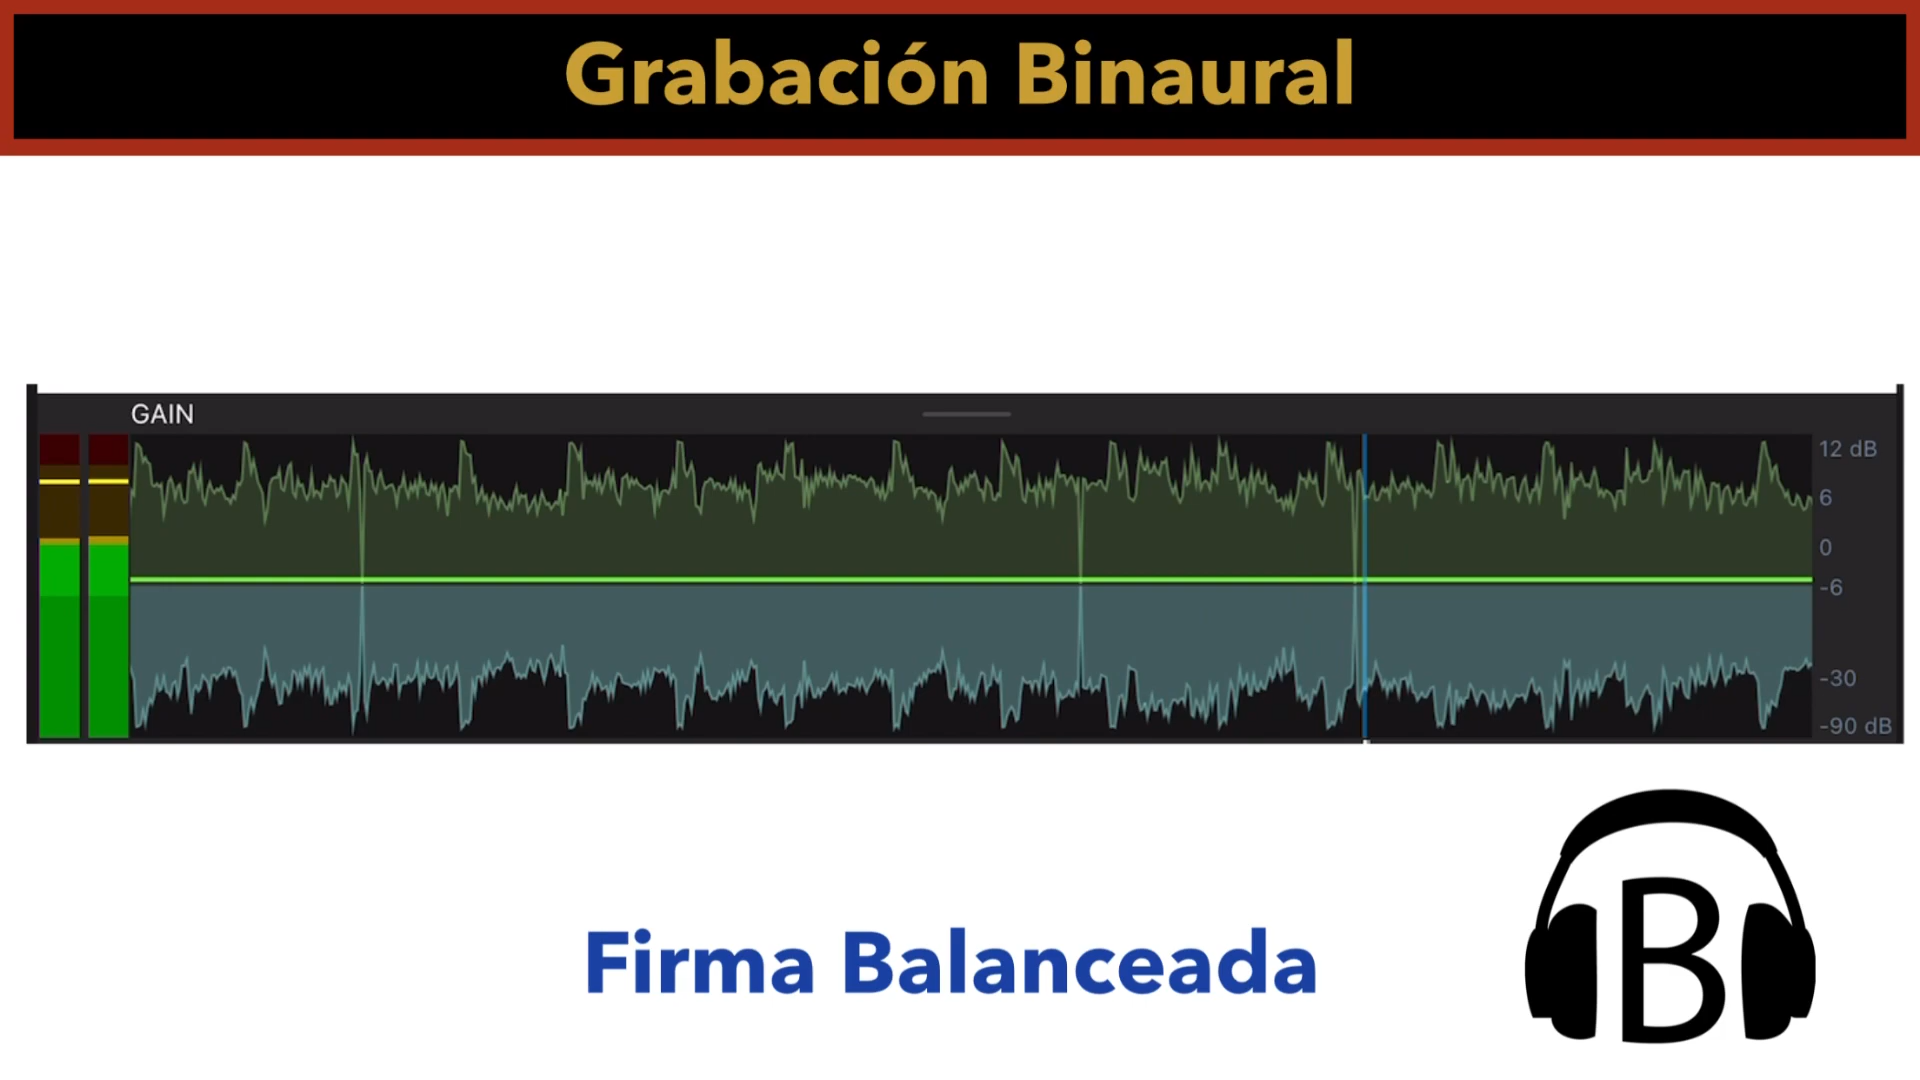 Grabación Binaural
GAIN
12 dB
6
0
-6
-30
-90 dB
Firma Balanceada
B